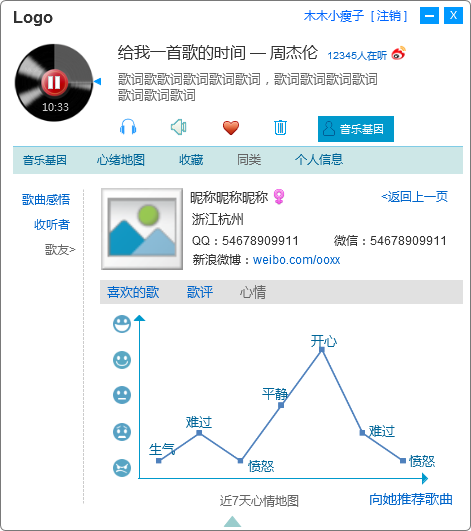 Logo
木木小瘦子 [ 注销 ]
给我一首歌的时间 — 周杰伦 12345人在听
歌词歌歌词歌词歌词歌词，歌词歌词歌词歌词
歌词歌词歌词
10:33
音乐基因
音乐基因 心绪地图 收藏 同类 个人信息
歌曲感悟
收听者
歌友>
昵称昵称昵称
<返回上一页
浙江杭州
QQ：54678909911 微信：54678909911
新浪微博：weibo.com/ooxx
喜欢的歌 歌评 心情
开心
平静
难过
难过
生气
愤怒
愤怒
近7天心情地图
向她推荐歌曲